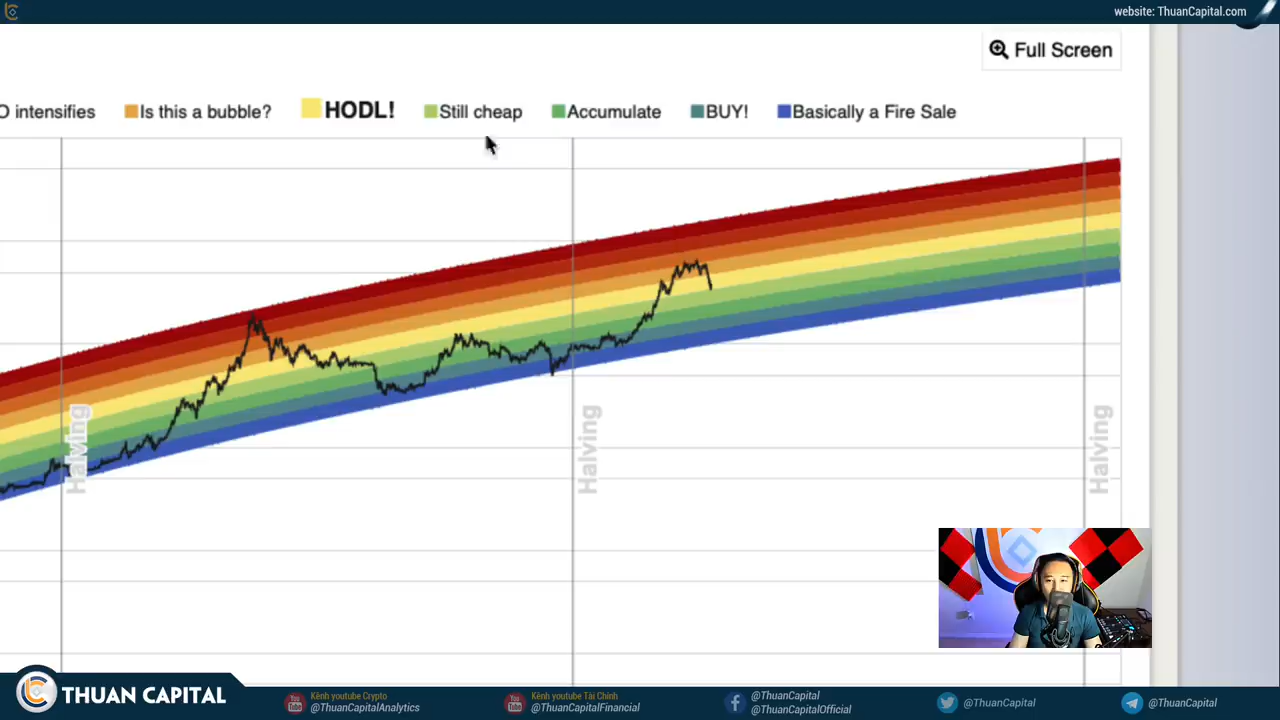 website: ThuanCapital.com
Full Screen
O intensifies
Is this a bubble?
HODL!
Still cheap
Accumulate
BUY!
Basically a Fire Sale
Halving
Halving
Halving
THUAN CAPITAL
Kênh youtube Crypto
@ThuanCapitalAnalytics
Kênh youtube Tài Chính
@ThuanCapitalFinancial
@ThuanCapital
@ThuanCapitalOfficial
@ThuanCapital
@ThuanCapital